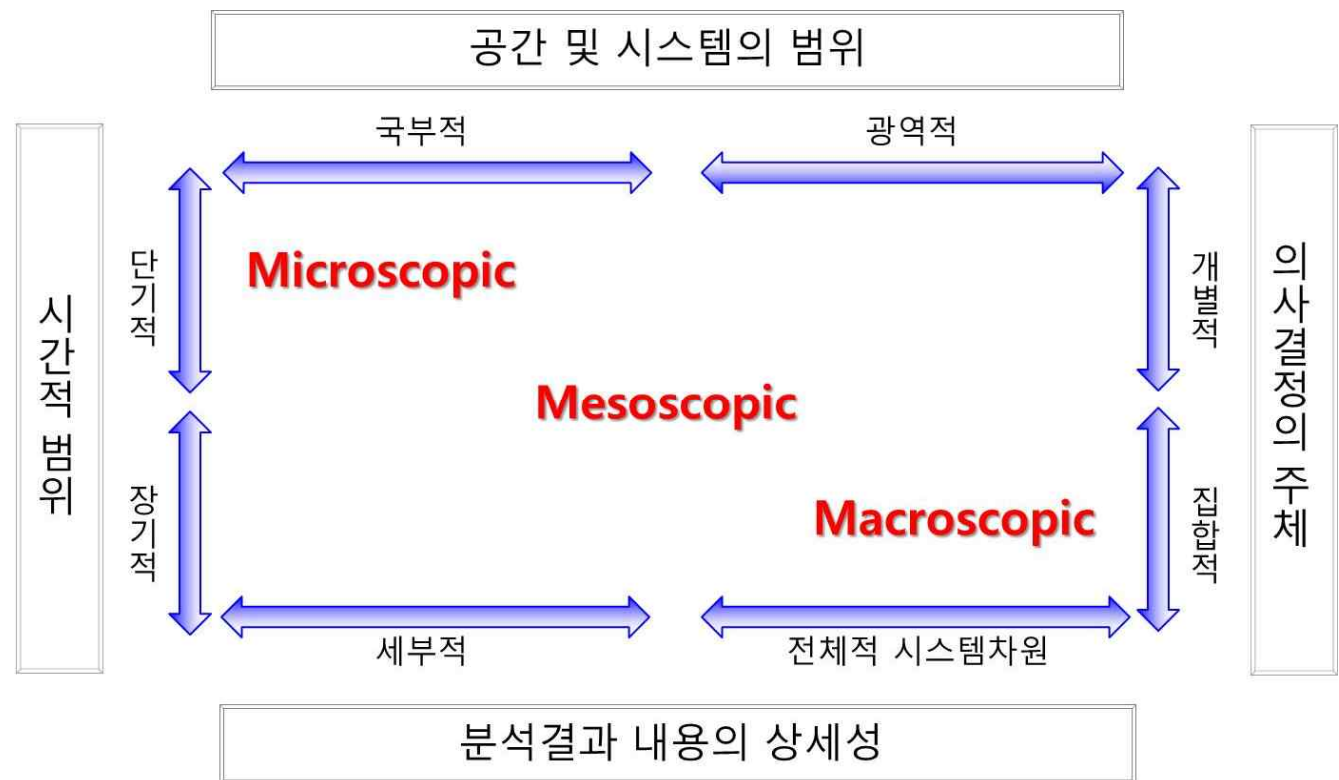 공간 및 시스템의 범위
국부적
광역적
시간적 범위
단기적
장기적
Microscopic
Mesoscopic
Macroscopic
개별적
집합적
의사결정의 주체
세부적
전체적 시스템차원
분석결과 내용의 상세성